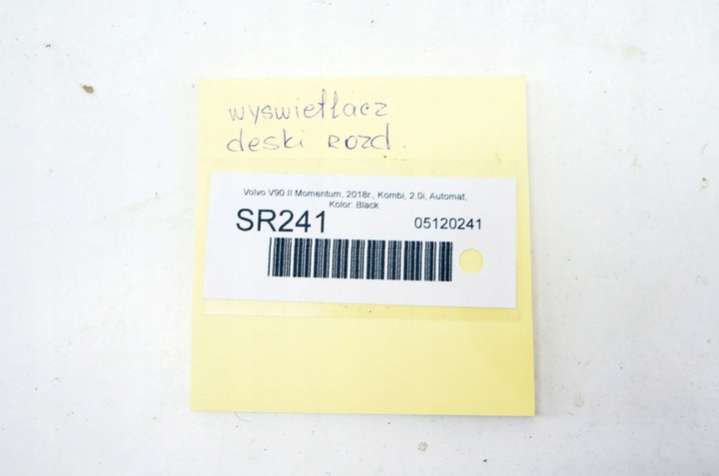 wyswietlacz
deski rozd.
Volvo V90 II Momentum, 2018r., Kombi, 2.0i, Automat,
Kolor: Black
SR241 05120241